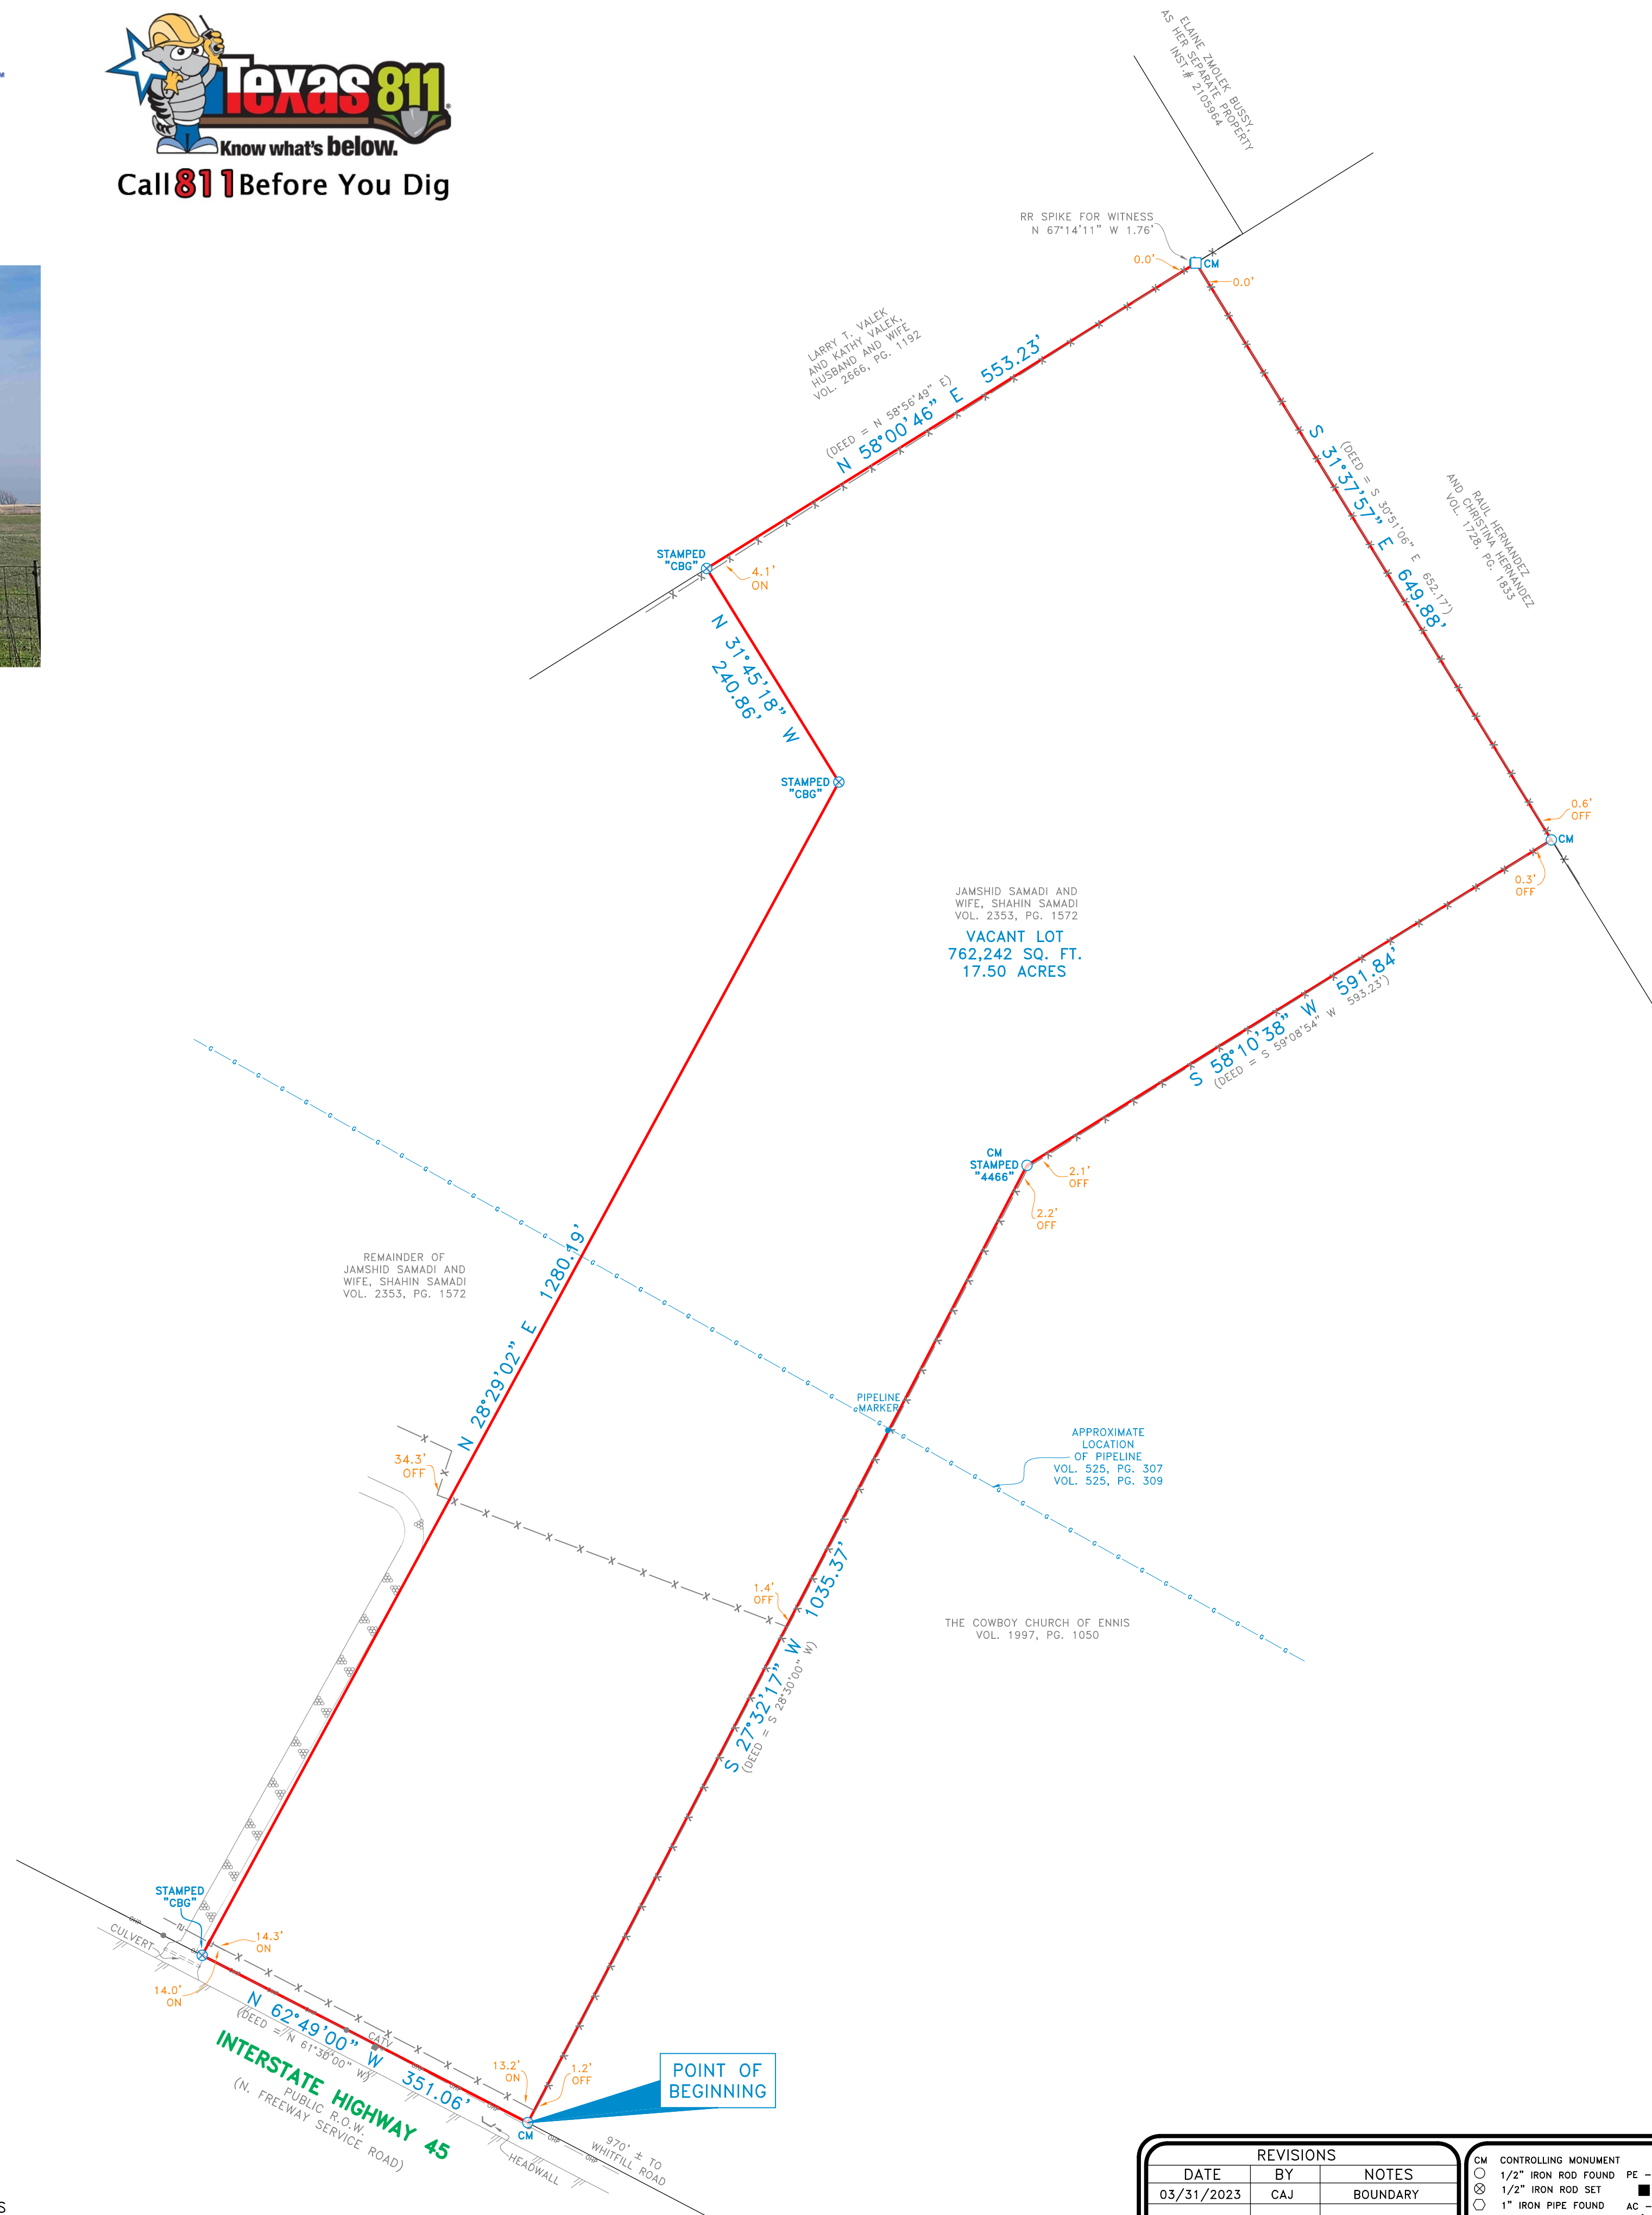 Texas 811
Know what's below.
Call 811 Before You Dig
ELAINE ZMOLEK BUSSY,
AS HER SEPARATE PROPERTY
INST.# 2105964
RR SPIKE FOR WITNESS
N 67°14'11" W 1.76'
0.0'
CM
0.0'
LARRY T. VALEK
AND KATHY VALEK,
HUSBAND AND WIFE
VOL. 2666, PG. 1192
(DEED = N 58°56'49" E)
N 58°00'46" E 553.23'
S 31°37'57" E 649.88'
(DEED = S 30°51'06" E 652.17')
RAUL HERNANDEZ
AND CHRISTINA HERNANDEZ
VOL. 1728, PG. 1833
STAMPED
"CBG"
4.1'
ON
N 31°45'18" W
240.86'
STAMPED
"CBG"
0.6'
OFF
CM
0.3'
OFF
JAMSHID SAMADI AND
WIFE, SHAHIN SAMADI
VOL. 2353, PG. 1572
VACANT LOT
762,242 SQ. FT.
17.50 ACRES
S 58°10'38" W 591.84'
(DEED = S 59°08'54" W 593.23')
CM
STAMPED
"4466"
2.1'
OFF
2.2'
OFF
REMAINDER OF
JAMSHID SAMADI AND
WIFE, SHAHIN SAMADI
VOL. 2353, PG. 1572
N 28°29'02" E 1280.19'
PIPELINE
MARKER
APPROXIMATE
LOCATION
OF PIPELINE
VOL. 525, PG. 307
VOL. 525, PG. 309
34.3'
OFF
1.4'
OFF
S 27°32'17" W 1035.37'
(DEED = S 28°30'00" W)
THE COWBOY CHURCH OF ENNIS
VOL. 1997, PG. 1050
STAMPED
"CBG"
CULVERT
14.3'
ON
14.0'
ON
N 62°49'00" W 351.06'
(DEED = N 61°30'00" W)
CATV
INTERSTATE HIGHWAY 45
PUBLIC R.O.W.
(N. FREEWAY SERVICE ROAD)
13.2'
ON
1.2'
OFF
CM
POINT OF
BEGINNING
HEADWALL
970' ± TO
WHITFILL ROAD
REVISIONS
DATE BY NOTES
03/31/2023 CAJ BOUNDARY
CM CONTROLLING MONUMENT
1/2" IRON ROD FOUND PE –
1/2" IRON ROD SET
1" IRON PIPE FOUND AC –
S